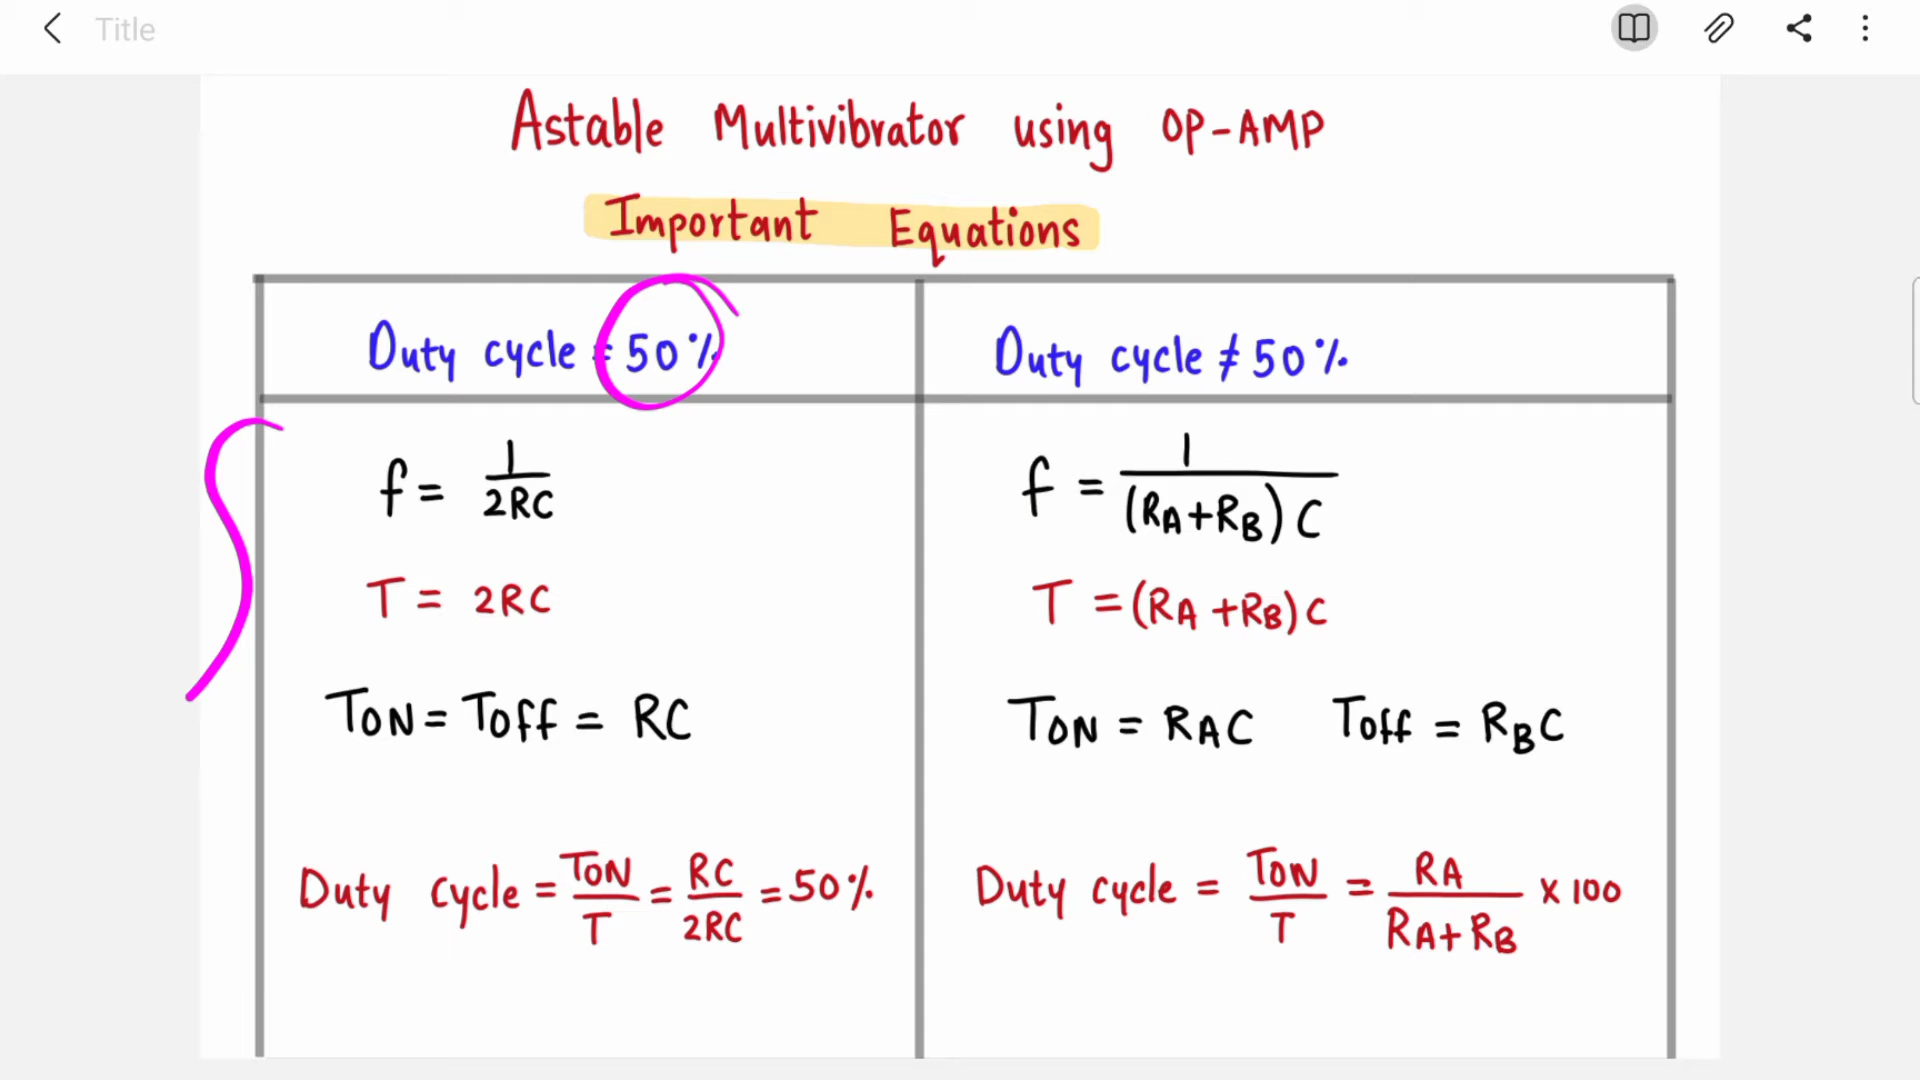 Title
Astable Multivibrator using OP-AMP
Important Equations
Duty cycle = 50%
Duty cycle ≠ 50%
f = 1/2RC
T = 2RC
TON = Toff = RC
Duty cycle = TON/T = RC/2RC = 50%
f = 1/(RA+RB)C
T = (RA+RB)C
TON = RAC Toff = RBC
Duty cycle = TON/T = RA/RA+RB x 100